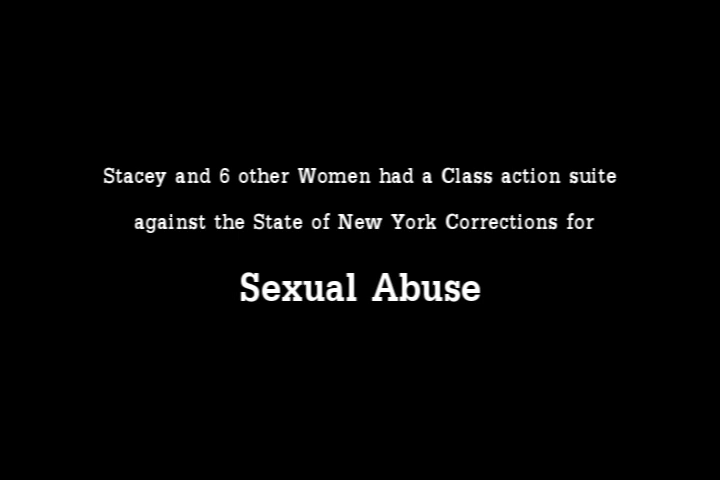 Stacey and 6 other Women had a Class action suite
against the State of New York Corrections for
Sexual Abuse